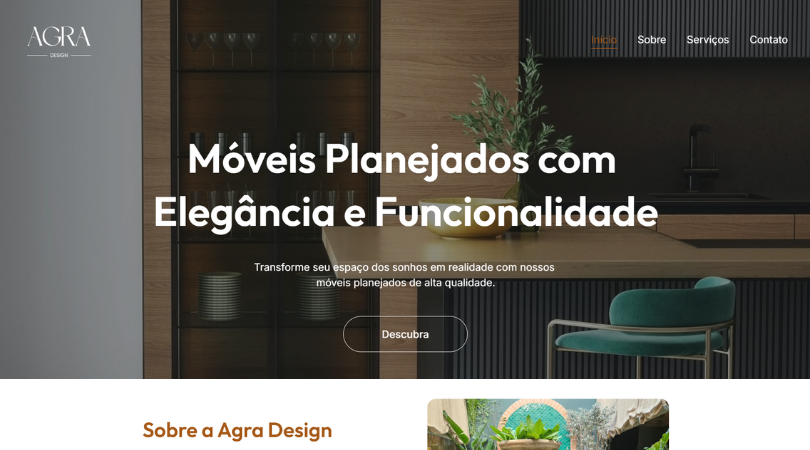 AGRA
DESIGN
Início
Sobre
Serviços
Contato
Móveis Planejados com
Elegância e Funcionalidade
Transforme seu espaço dos sonhos em realidade com nossos
móveis planejados de alta qualidade.
Descubra
Sobre a Agra Design